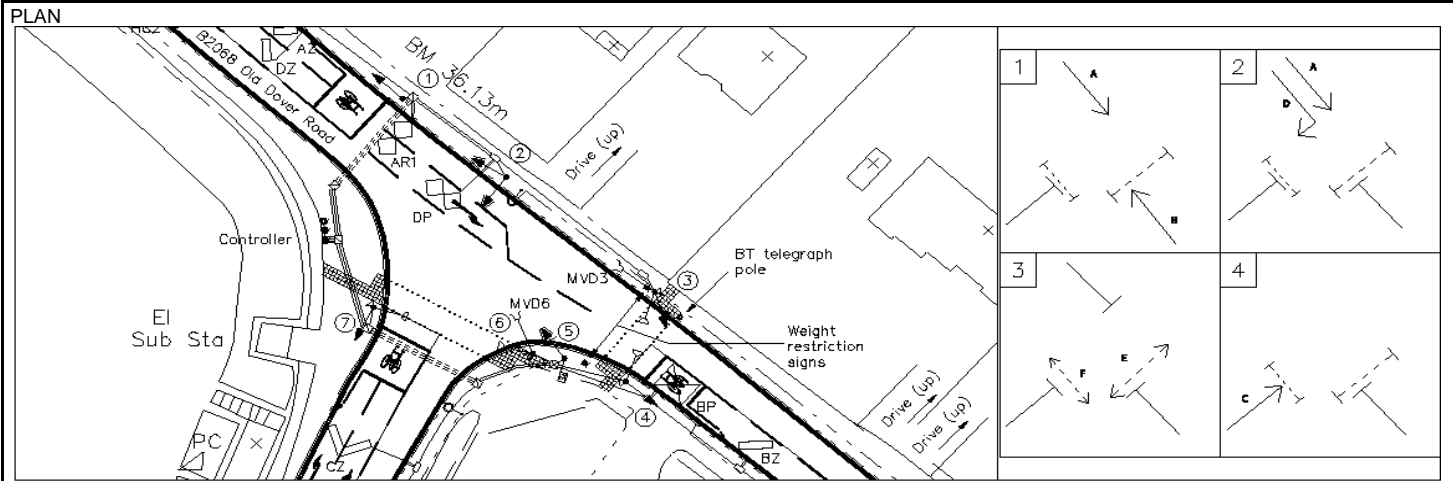 PLAN
B2068 Old Dover Road
AZ
DZ
BM 36.13m
1
2
AR1
DP
Drive (up)
Controller
El
Sub Sta
MVD3
3
BT telegraph
pole
MVD6
6
5
7
Weight
restriction
signs
4
BP
BZ
CZ
PC
Drive (up)
Drive (up)
1
A
B
2
A
D
3
F
E
4
C